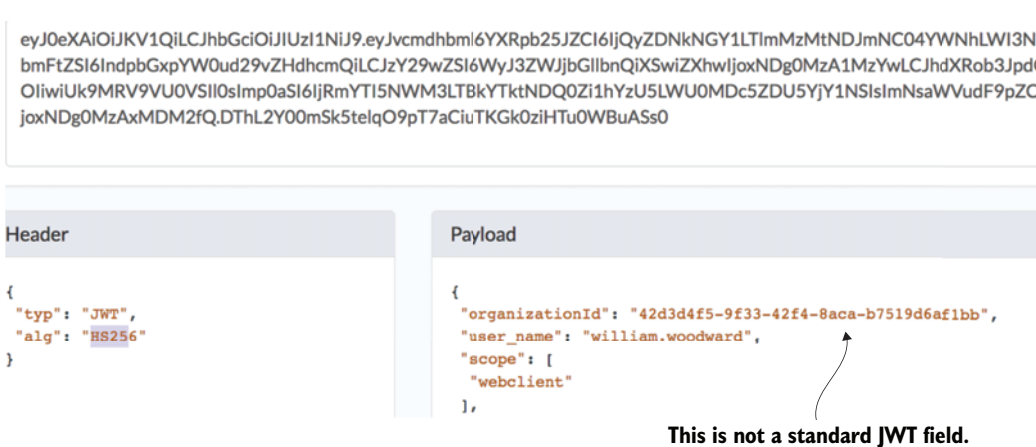 eyJ0eXAiOiJKV1QiLCJhbGciOiJIUzI1NiJ9.eyJvcmdhbml6YXRpb25JZCI6IjQyZDNkNGY1LTlmMzMtNDJmNC04YWNhLWI3N
bmFtZSI6IndpbGxpYW0ud29vZHdhcmQiLCJzY29wZSI6WyJ3ZWJjbGllbnQiXSwiZXhwIjoxNDg0MzA1MzYwLCJhdXRob3JpdG
OIiwiUk9MRV9VU0VSIl0sImp0aSI6IjRmYTI5NWM3LTBkYTktNDQ0Zi1hYzU5LWU0MDc5ZDU5YjY1NSIsImNsaWVudF9pZC
joxNDg0MzAxMDM2fQ.DThL2Y00mSk5telqO9pT7aCiuTKGk0ziHTu0WBuASs0
Header
Payload
{
"typ": "JWT",
"alg": "HS256"
}
{
"organizationId": "42d3d4f5-9f33-42f4-8aca-b7519d6af1bb",
"user_name": "william.woodward",
"scope": [
"webclient"
],
This is not a standard JWT field.